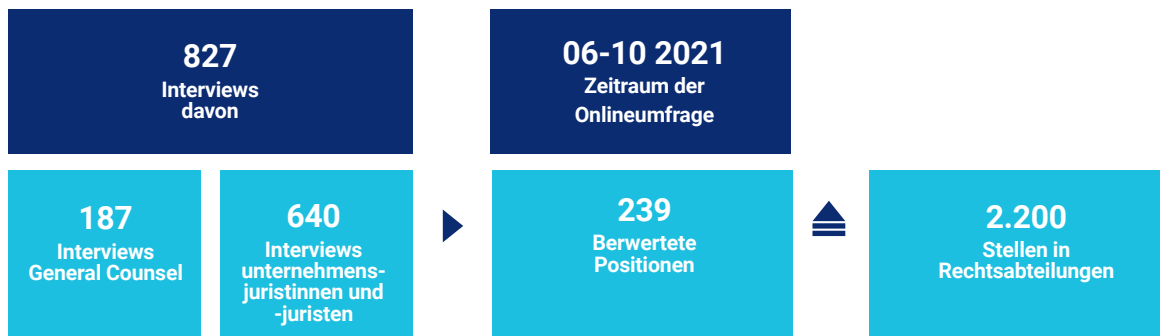 827
Interviews
davon
06-10 2021
Zeitraum der
Onlineumfrage
187
Interviews
General Counsel
640
Interviews
unternehmens-
juristinnen und
-juristen
239
Berwertete
Positionen
2.200
Stellen in
Rechtsabteilungen